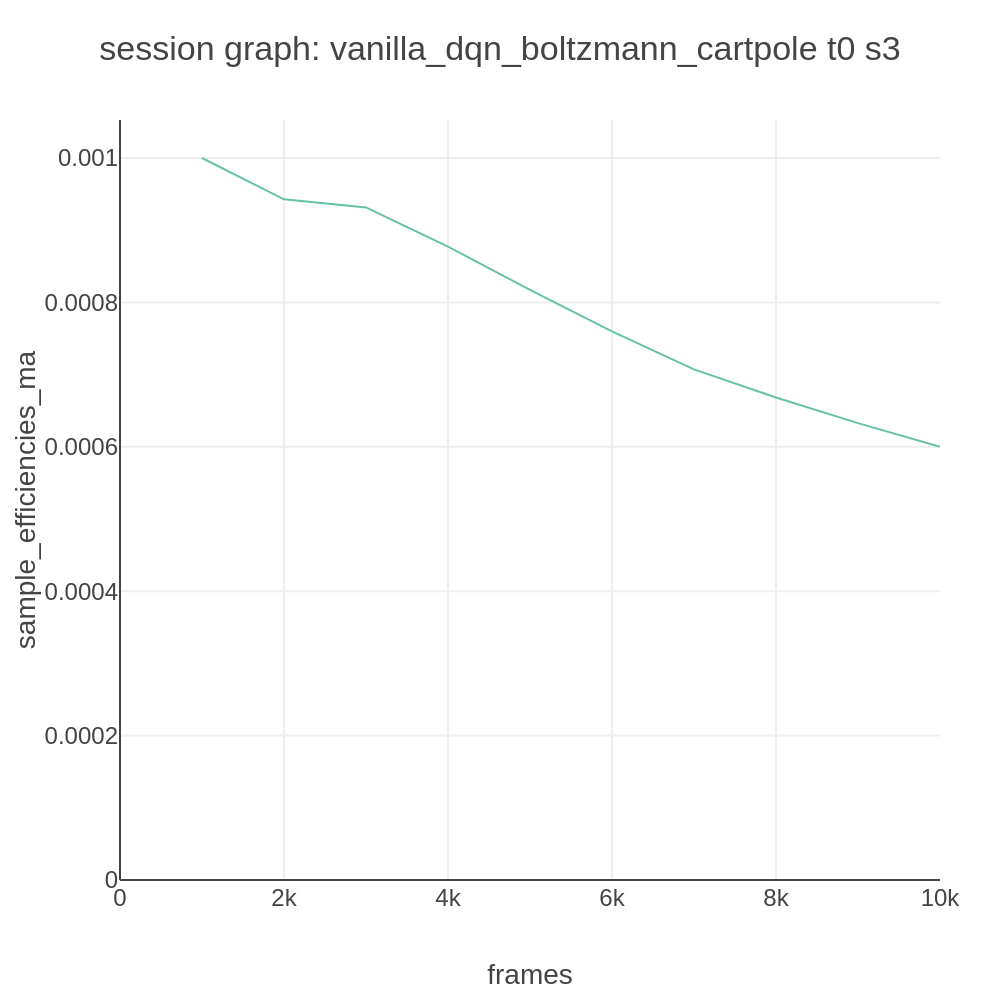 session graph: vanilla_dqn_boltzmann_cartpole t0 s3
0.001
0.0008
0.0006
0.0004
0.0002
0
sample_efficiencies_ma
0 2k 4k 6k 8k 10k
frames